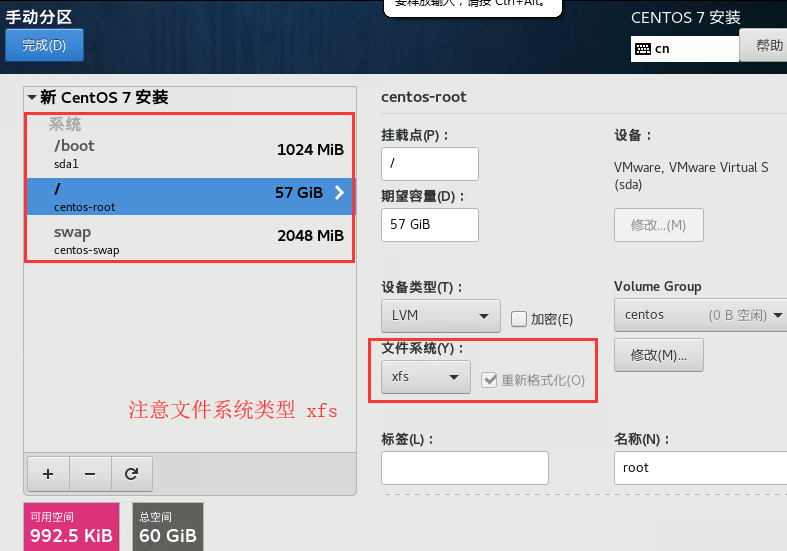 要释放输入，请按 Ctrl+Alt。
手动分区
CENTOS 7 安装
完成(D)
cn
帮助
新 CentOS 7 安装
系统
/boot
1024 MiB
sda1
/
57 GiB
centos-root
swap
2048 MiB
centos-swap
注意文件系统类型 xfs
+ −
可用空间
992.5 KiB
总空间
60 GiB
centos-root
挂载点(P)：
/
期望容量(D)：
57 GiB
设备类型(T)：
LVM
加密(E)
文件系统(Y)：
xfs
重新格式化(O)
标签(L)：
设备：
VMware, VMware Virtual S
(sda)
修改...(M)
Volume Group
centos (0 B 空闲)
修改(M)...
名称(N)：
root